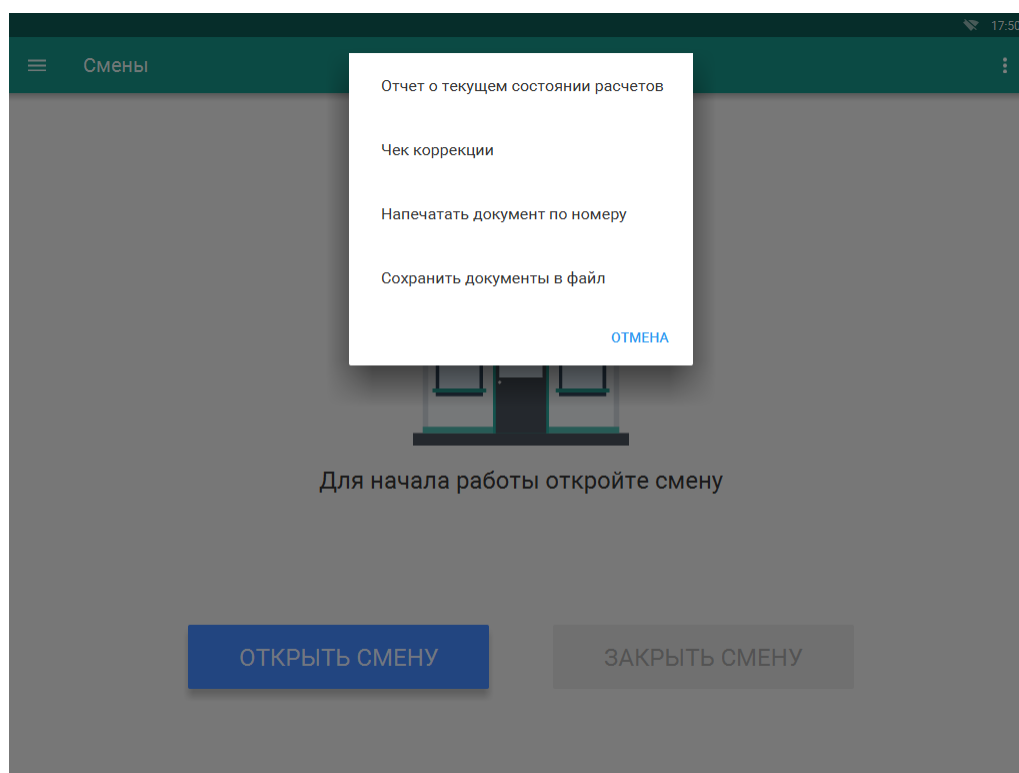 17:50
Смены
Отчет о текущем состоянии расчетов
Чек коррекции
Напечатать документ по номеру
Сохранить документы в файл
ОТМЕНА
Для начала работы откройте смену
ОТКРЫТЬ СМЕНУ
ЗАКРЫТЬ СМЕНУ